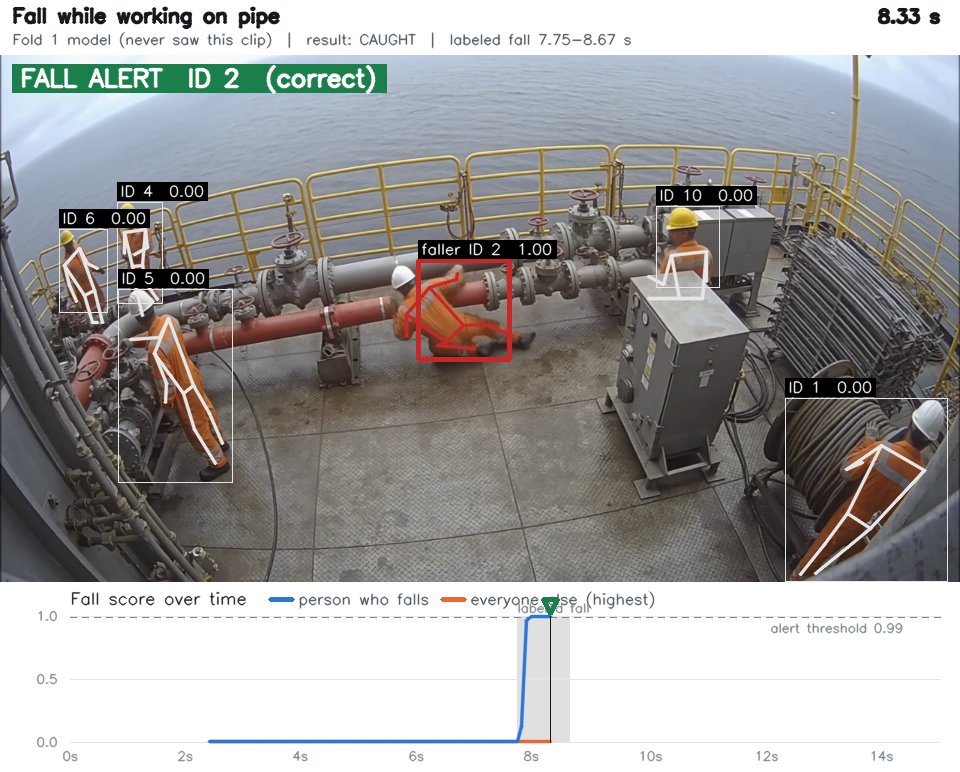 Fall while working on pipe
8.33 s
Fold 1 model (never saw this clip) | result: CAUGHT | labeled fall 7.75–8.67 s
FALL ALERT ID 2 (correct)
ID 4 0.00
ID 6 0.00
ID 10 0.00
faller ID 2 1.00
ID 5 0.00
ID 1 0.00
Fall score over time
person who falls
everyone else (highest)
labeled fall
1.0
alert threshold 0.99
0.5
0.0
0s 2s 4s 6s 8s 10s 12s 14s